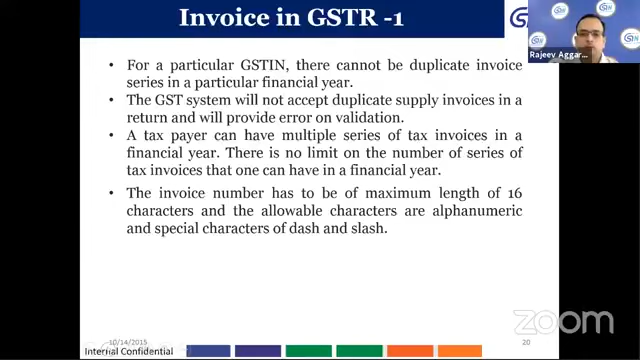 Invoice in GSTR -1
Rajeev Aggar...
• For a particular GSTIN, there cannot be duplicate invoice
series in a particular financial year.
• The GST system will not accept duplicate supply invoices in a
return and will provide error on validation.
• A tax payer can have multiple series of tax invoices in a
financial year. There is no limit on the number of series of
tax invoices that one can have in a financial year.
• The invoice number has to be of maximum length of 16
characters and the allowable characters are alphanumeric
and special characters of dash and slash.
zoom
10/14/2015
20
Internal Confidential